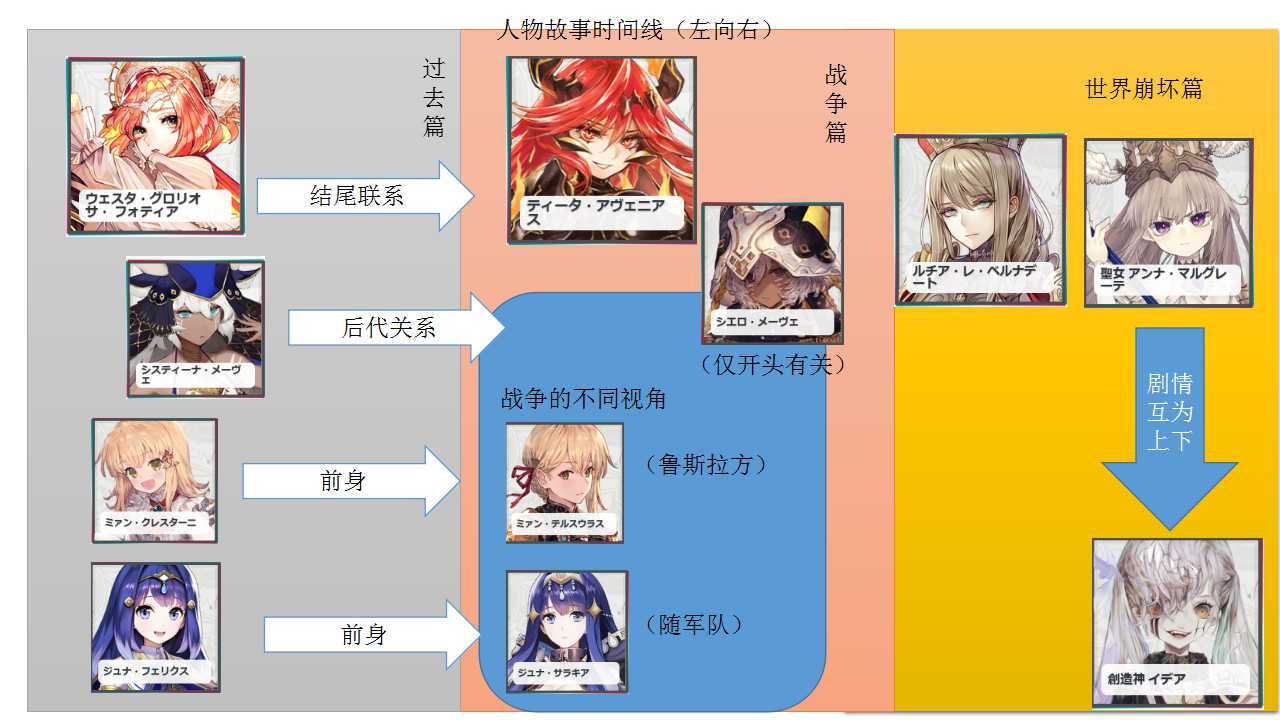 人物故事时间线（左向右）
过
去
篇
ウェスタ・グロリオ
サ・ フォティア
结尾联系
システィーナ・メーヴ
ェ
后代关系
ミァン・クレスターニ
前身
ジュナ・フェリクス
前身
战
争
篇
ティータ・アヴェニア
ス
シエロ・メーヴェ
（仅开头有关）
战争的不同视角
ミァン・テルスウラス
（鲁斯拉方）
ジュナ・サラキア
（随军队）
世界崩坏篇
ルチア・レ・ベルナデ
ート
聖女 アンナ・マルグレ
ーテ
剧情
互为
上下
創造神 イデア